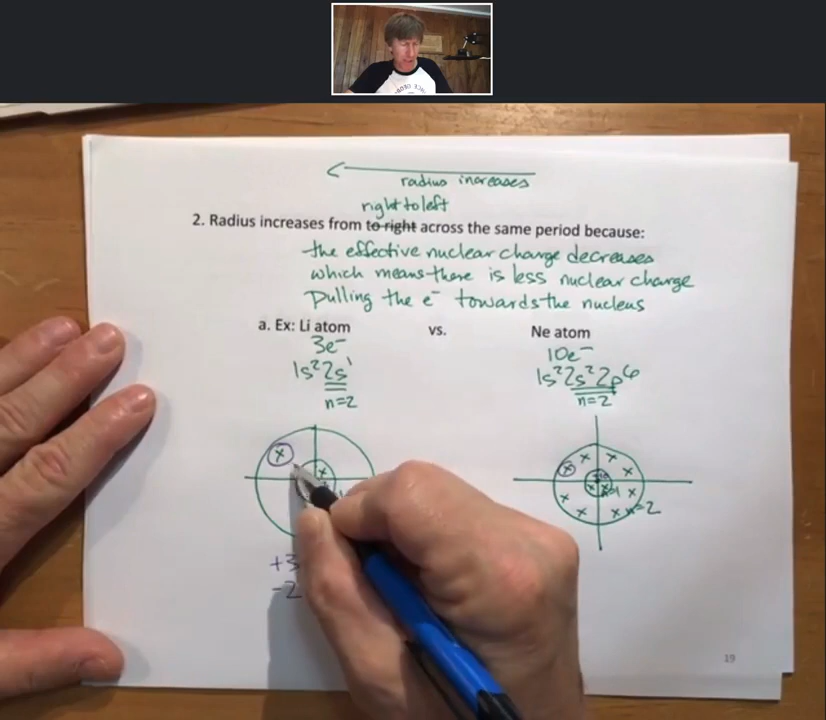 radius increases
right to left
2. Radius increases from to right across the same period because:
the effective nuclear charge decreases
which means there is less nuclear charge
pulling the e⁻ towards the nucleus
a. Ex: Li atom vs. Ne atom
3e⁻ 10e⁻
1s²2s¹ 1s²2s²2p⁶
n=2 n=2
x x x x x x x x x x
n=2
+3
-2
19